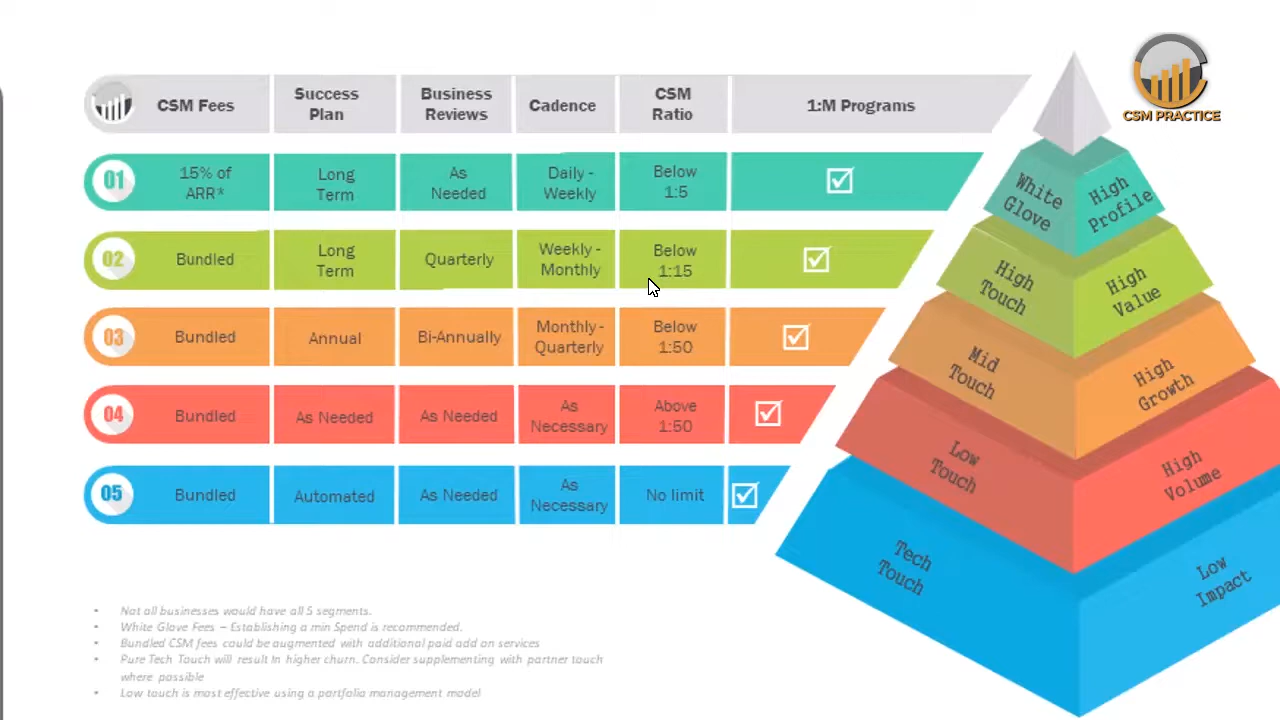 CSM PRACTICE
CSM Fees
Success
Plan
Business
Reviews
Cadence
CSM
Ratio
1:M Programs
01
15% of
ARR*
Long
Term
As
Needed
Daily -
Weekly
Below
1:5
White
Glove
High
Profile
02
Bundled
Long
Term
Quarterly
Weekly -
Monthly
Below
1:15
High
Touch
High
Value
03
Bundled
Annual
Bi-Annually
Monthly -
Quarterly
Below
1:50
Mid
Touch
High
Growth
04
Bundled
As Needed
As Needed
As
Necessary
Above
1:50
Low
Touch
High
Volume
05
Bundled
Automated
As Needed
As
Necessary
No limit
Tech
Touch
Low
Impact
• Not all businesses would have all 5 segments.
• White Glove Fees – Establishing a min Spend is recommended.
• Bundled CSM fees could be augmented with additional paid add on services
• Pure Tech Touch will result in higher churn. Consider supplementing with partner touch
where possible
• Low touch is most effective using a portfolio management model